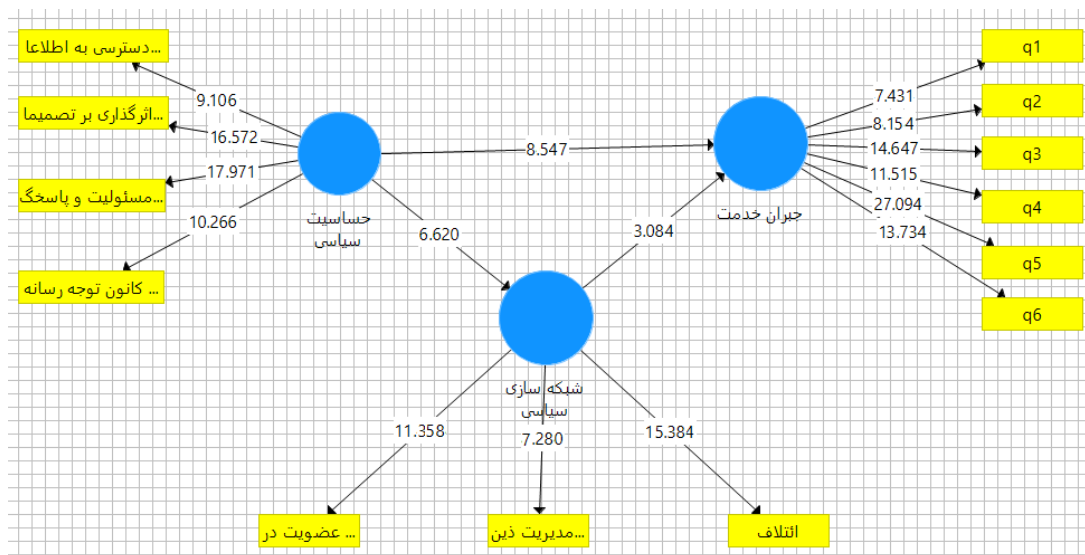 دسترسی به اطلاعا...
9.106
اثرگذاری بر تصمیما...
16.572
مسئولیت و پاسخگ...
17.971
10.266
کانون توجه رسانه ...
حساسیت
سیاسی
8.547
6.620
3.084
جبران خدمت
7.431
q1
8.154
q2
14.647
q3
11.515
q4
27.094
13.734
q5
q6
شبکه سازی
سیاسی
11.358
7.280
15.384
عضویت در ...
مدیریت ذین...
ائتلاف